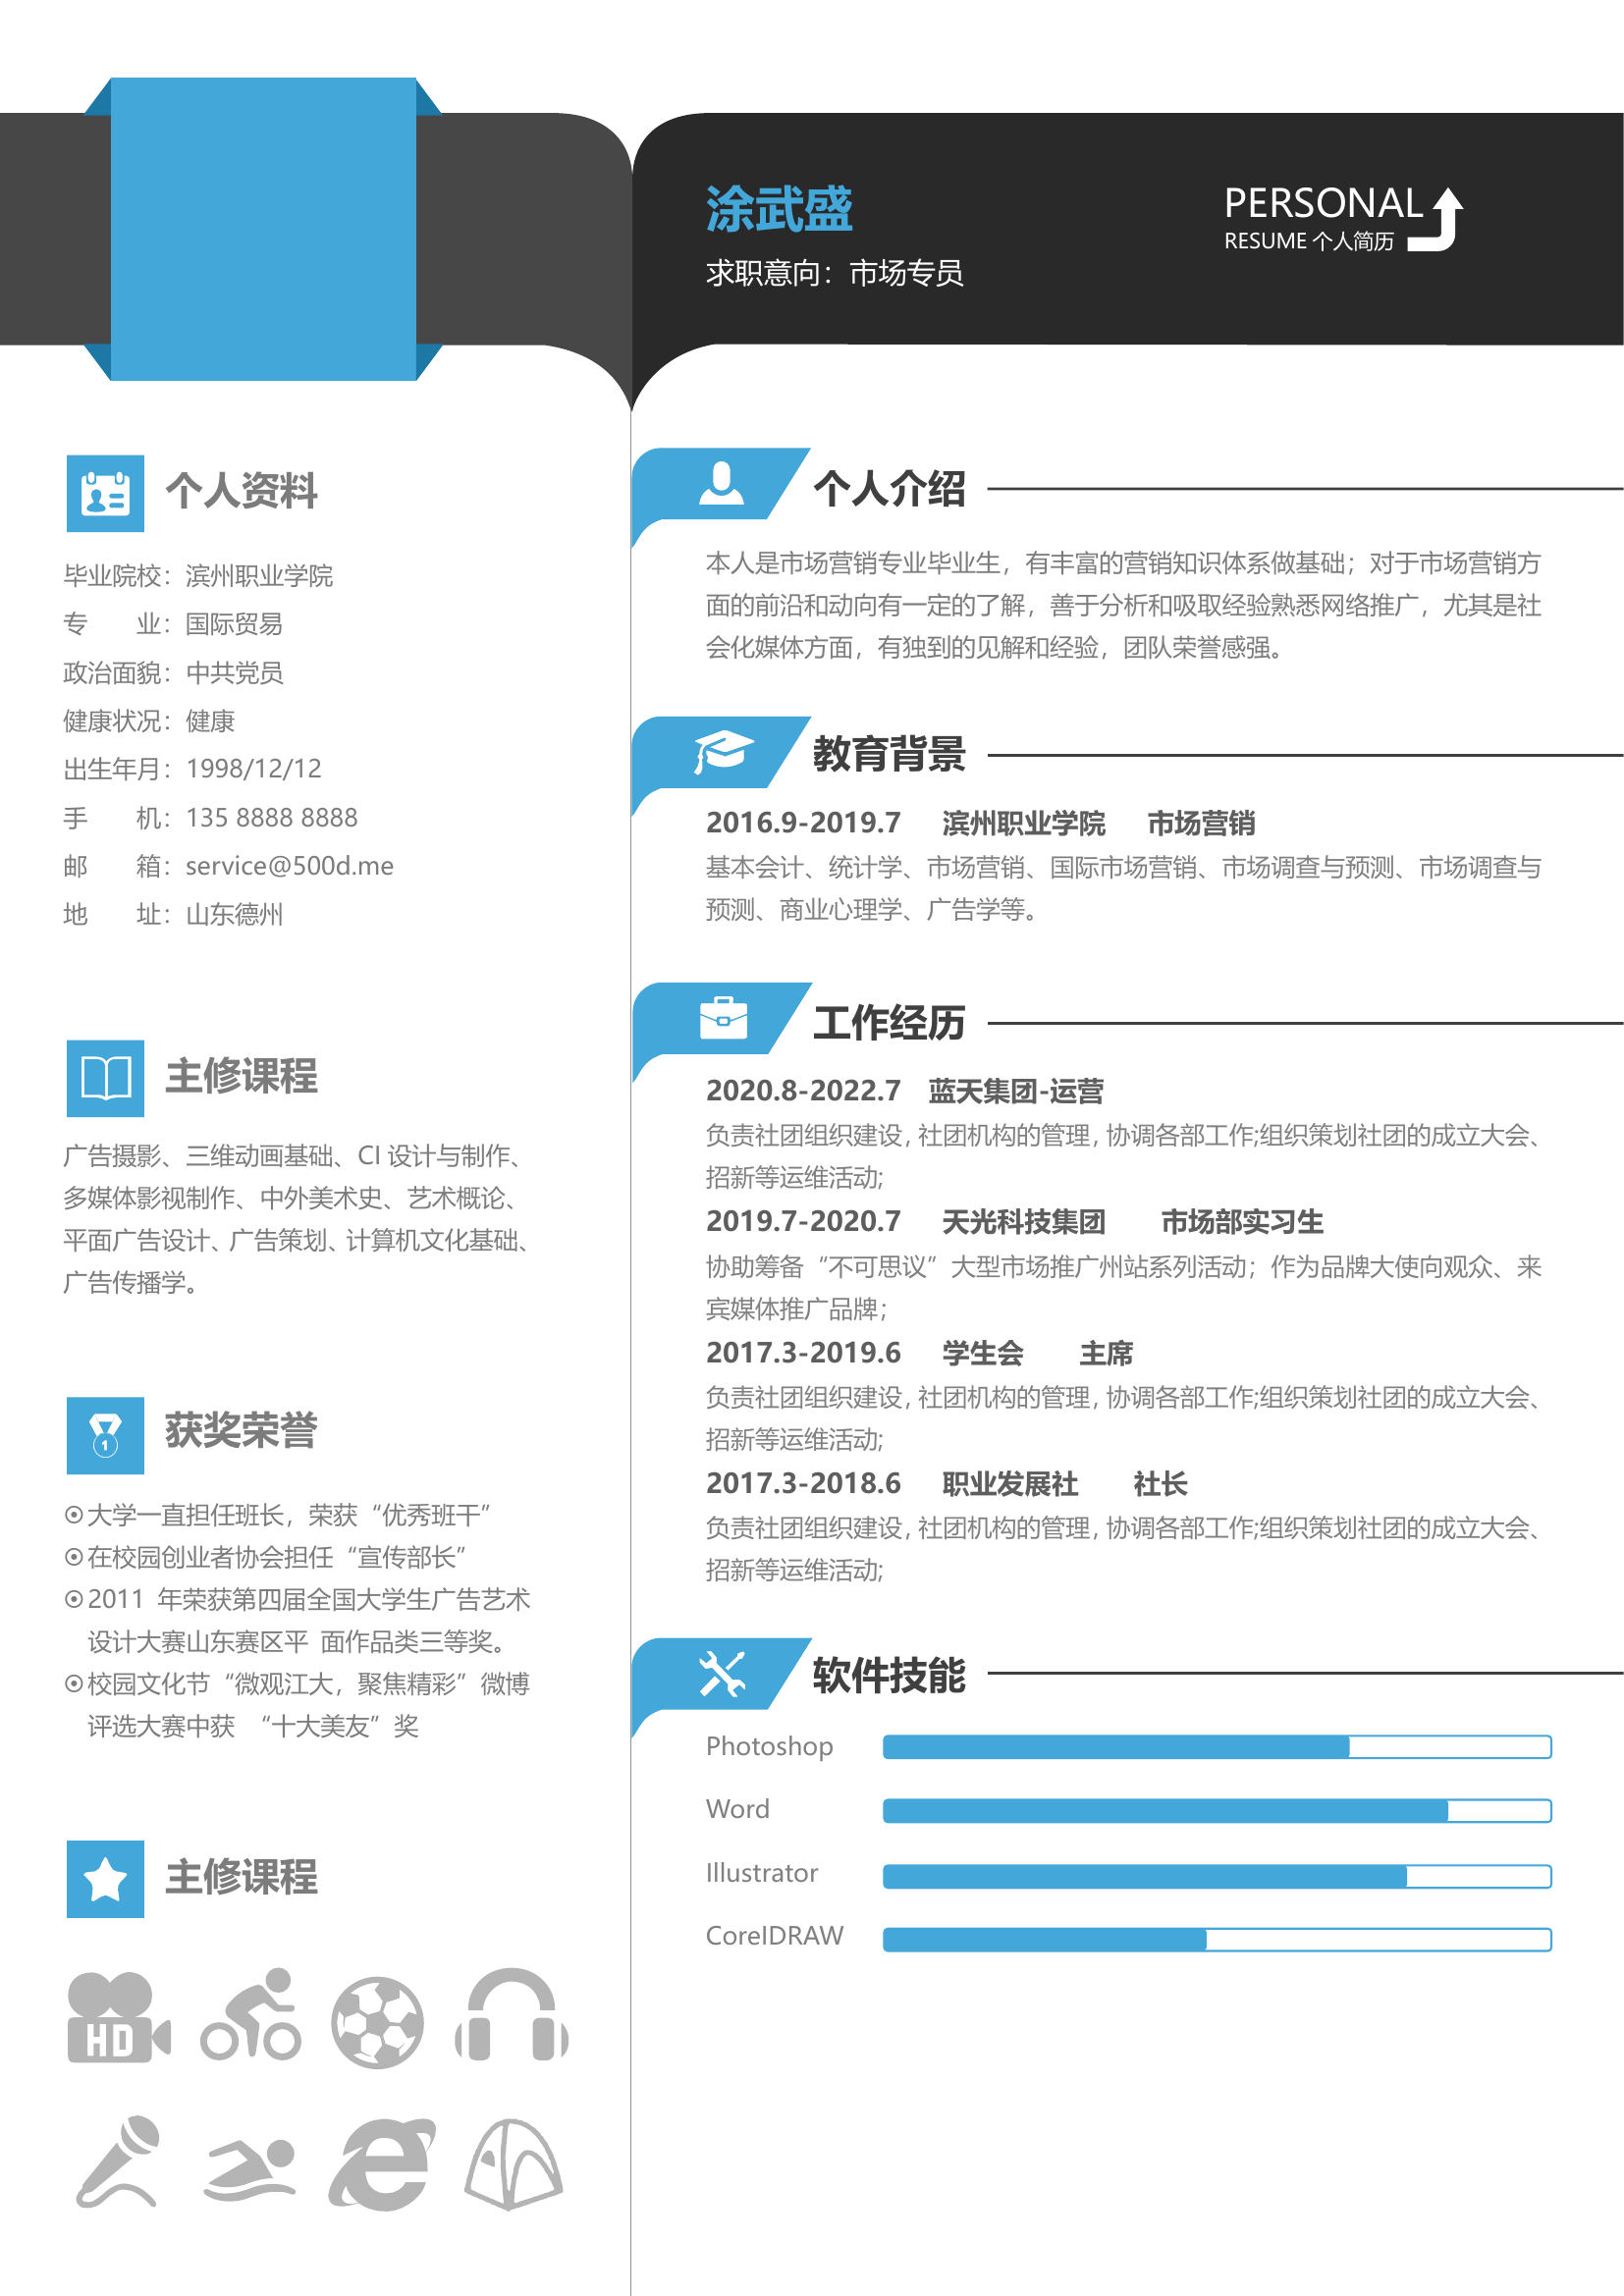 涂武盛
求职意向：市场专员
PERSONAL
RESUME 个人简历
个人资料
毕业院校：滨州职业学院
专　　业：国际贸易
政治面貌：中共党员
健康状况：健康
出生年月：1998/12/12
手　　机：135 8888 8888
邮　　箱：service@500d.me
地　　址：山东德州
主修课程
广告摄影、三维动画基础、CI 设计与制作、
多媒体影视制作、中外美术史、艺术概论、
平面广告设计、广告策划、计算机文化基础、
广告传播学。
获奖荣誉
⊙大学一直担任班长，荣获“优秀班干”
⊙在校园创业者协会担任“宣传部长”
⊙2011 年荣获第四届全国大学生广告艺术
设计大赛山东赛区平 面作品类三等奖。
⊙校园文化节“微观江大，聚焦精彩”微博
评选大赛中获 “十大美友”奖
主修课程
HD
个人介绍
本人是市场营销专业毕业生，有丰富的营销知识体系做基础；对于市场营销方
面的前沿和动向有一定的了解，善于分析和吸取经验熟悉网络推广，尤其是社
会化媒体方面，有独到的见解和经验，团队荣誉感强。
教育背景
2016.9-2019.7 滨州职业学院 市场营销
基本会计、统计学、市场营销、国际市场营销、市场调查与预测、市场调查与
预测、商业心理学、广告学等。
工作经历
2020.8-2022.7 蓝天集团-运营
负责社团组织建设, 社团机构的管理, 协调各部工作;组织策划社团的成立大会、
招新等运维活动;
2019.7-2020.7 天光科技集团 市场部实习生
协助筹备“不可思议”大型市场推广州站系列活动；作为品牌大使向观众、来
宾媒体推广品牌；
2017.3-2019.6 学生会 主席
负责社团组织建设, 社团机构的管理, 协调各部工作;组织策划社团的成立大会、
招新等运维活动;
2017.3-2018.6 职业发展社 社长
负责社团组织建设, 社团机构的管理, 协调各部工作;组织策划社团的成立大会、
招新等运维活动;
软件技能
Photoshop
Word
Illustrator
CorelDRAW